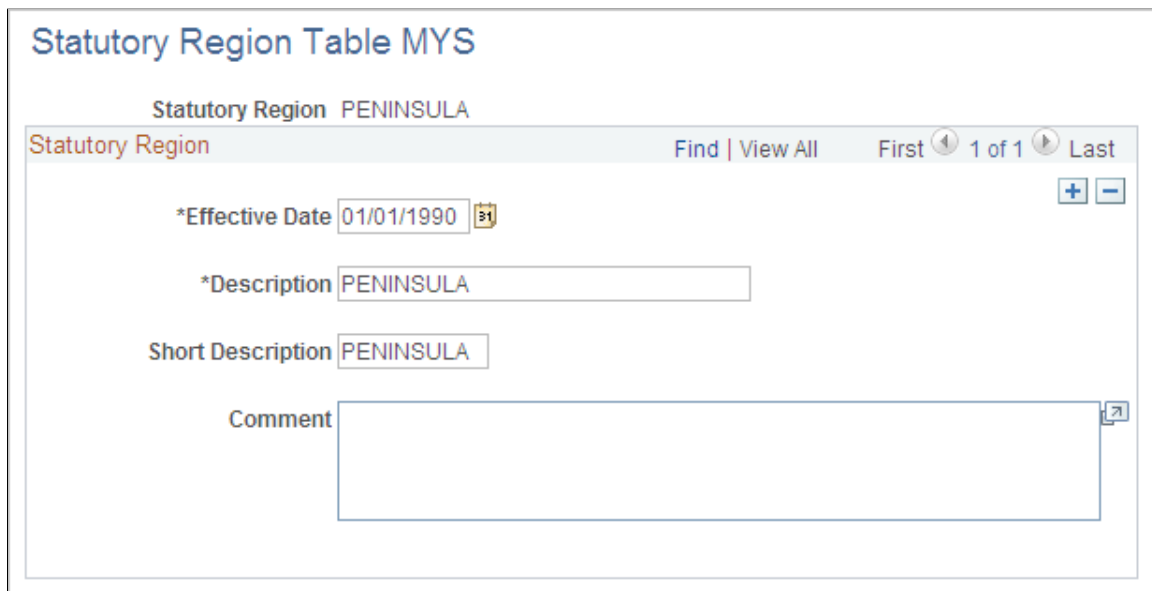 Statutory Region Table MYS
Statutory Region PENINSULA
Statutory Region Find | View All First 1 of 1 Last
*Effective Date 01/01/1990 31
*Description PENINSULA
Short Description PENINSULA
Comment